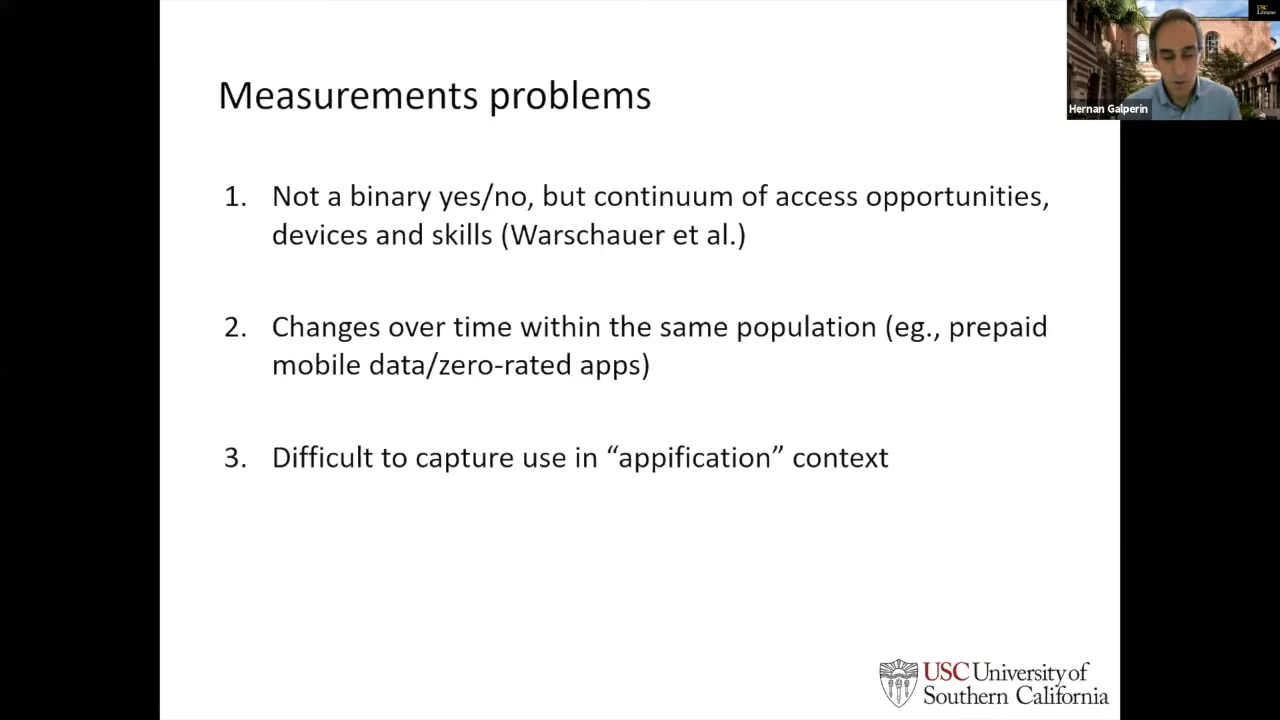 USC
Libraries
Hernan Galperin
Measurements problems
1. Not a binary yes/no, but continuum of access opportunities,
devices and skills (Warschauer et al.)
2. Changes over time within the same population (eg., prepaid
mobile data/zero-rated apps)
3. Difficult to capture use in “appification” context
USC University of
Southern California